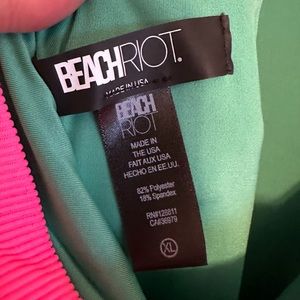 BEACHRIOT.
MADE IN USA
BEACH
RIOT
MADE IN
THE USA
FAIT AUX USA
HECHO EN EE.UU.
82% Polyester
18% Spandex
RN#128811
CA#36979
XL